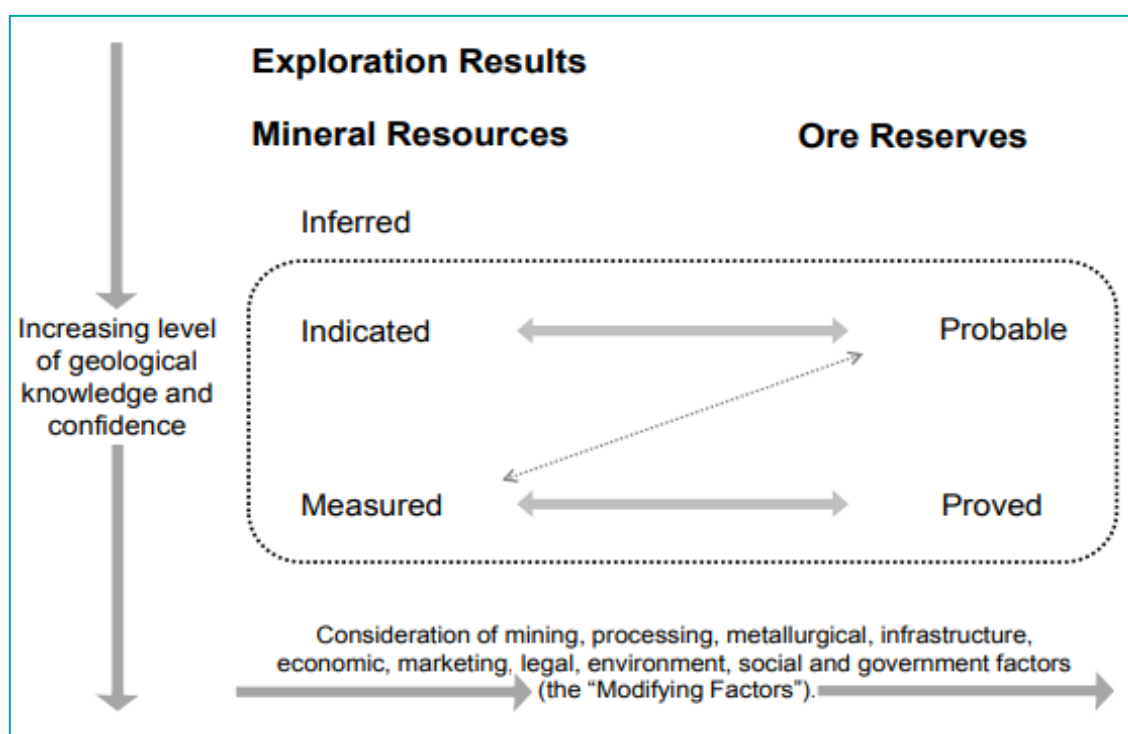 Exploration Results
Mineral Resources
Ore Reserves
Inferred
Increasing level
of geological
knowledge and
confidence
Indicated
Probable
Measured
Proved
Consideration of mining, processing, metallurgical, infrastructure,
economic, marketing, legal, environment, social and government factors
(the “Modifying Factors”).